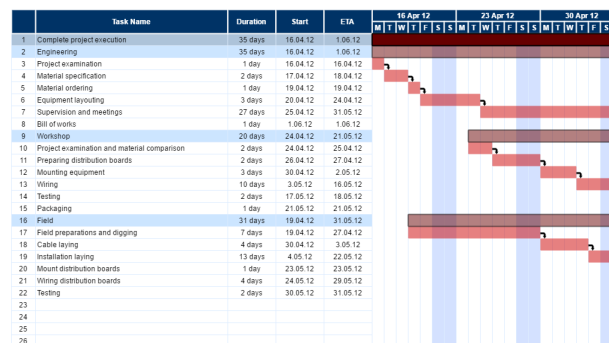 Task Name Duration Start ETA 16 Apr 12 23 Apr 12 30 Apr 12
M T W T F S S M T W T F S S M T W T F S
1 Complete project execution 35 days 16.04.12 1.06.12
2 Engineering 35 days 16.04.12 1.06.12
3 Project examination 1 day 16.04.12 16.04.12
4 Material specification 2 days 17.04.12 18.04.12
5 Material ordering 1 day 19.04.12 19.04.12
6 Equipment layouting 3 days 20.04.12 24.04.12
7 Supervision and meetings 27 days 25.04.12 31.05.12
8 Bill of works 1 day 1.06.12 1.06.12
9 Workshop 20 days 24.04.12 21.05.12
10 Project examination and material comparison 2 days 24.04.12 25.04.12
11 Preparing distribution boards 2 days 26.04.12 27.04.12
12 Mounting equipment 3 days 30.04.12 2.05.12
13 Wiring 10 days 3.05.12 16.05.12
14 Testing 2 days 17.05.12 18.05.12
15 Packaging 1 day 21.05.12 21.05.12
16 Field 31 days 19.04.12 31.05.12
17 Field preparations and digging 7 days 19.04.12 27.04.12
18 Cable laying 4 days 30.04.12 3.05.12
19 Installation laying 13 days 4.05.12 22.05.12
20 Mount distribution boards 1 day 23.05.12 23.05.12
21 Wiring distribution boards 4 days 24.05.12 29.05.12
22 Testing 2 days 30.05.12 31.05.12
23
24
25
26